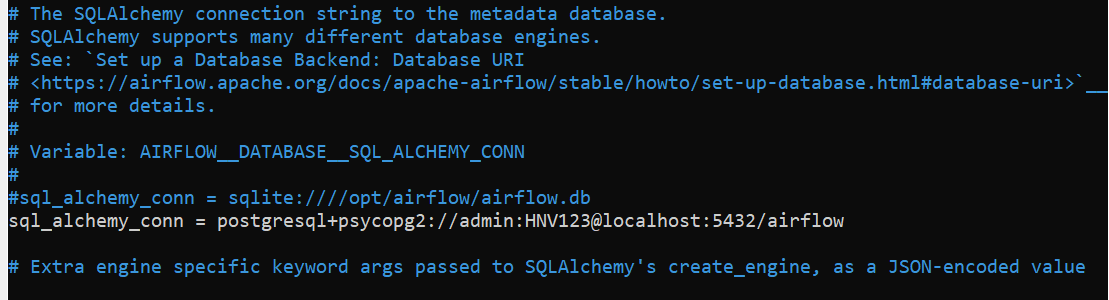 # The SQLAlchemy connection string to the metadata database.
# SQLAlchemy supports many different database engines.
# See: `Set up a Database Backend: Database URI
# <https://airflow.apache.org/docs/apache-airflow/stable/howto/set-up-database.html#database-uri>`__
# for more details.
#
# Variable: AIRFLOW__DATABASE__SQL_ALCHEMY_CONN
#
#sql_alchemy_conn = sqlite:////opt/airflow/airflow.db
sql_alchemy_conn = postgresql+psycopg2://admin:HNV123@localhost:5432/airflow

# Extra engine specific keyword args passed to SQLAlchemy's create_engine, as a JSON-encoded value